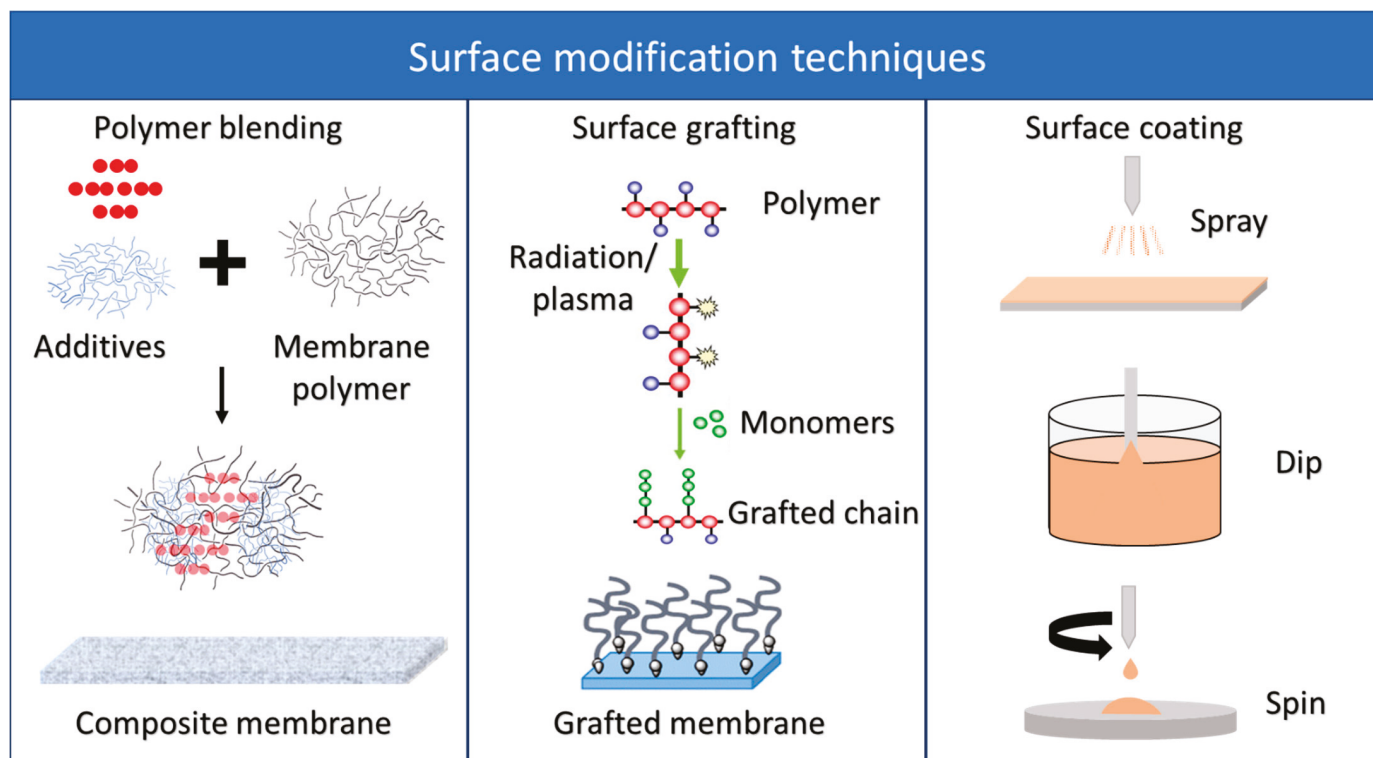 Surface modification techniques
Polymer blending
Additives
Membrane
polymer
Composite membrane
Surface grafting
Polymer
Radiation/
plasma
Monomers
Grafted chain
Grafted membrane
Surface coating
Spray
Dip
Spin